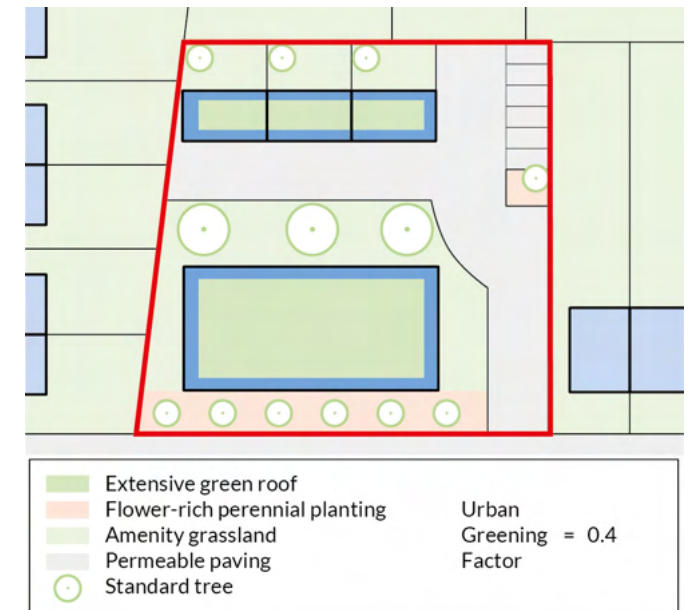 Extensive green roof
Flower-rich perennial planting
Amenity grassland
Permeable paving
Standard tree
Urban
Greening = 0.4
Factor